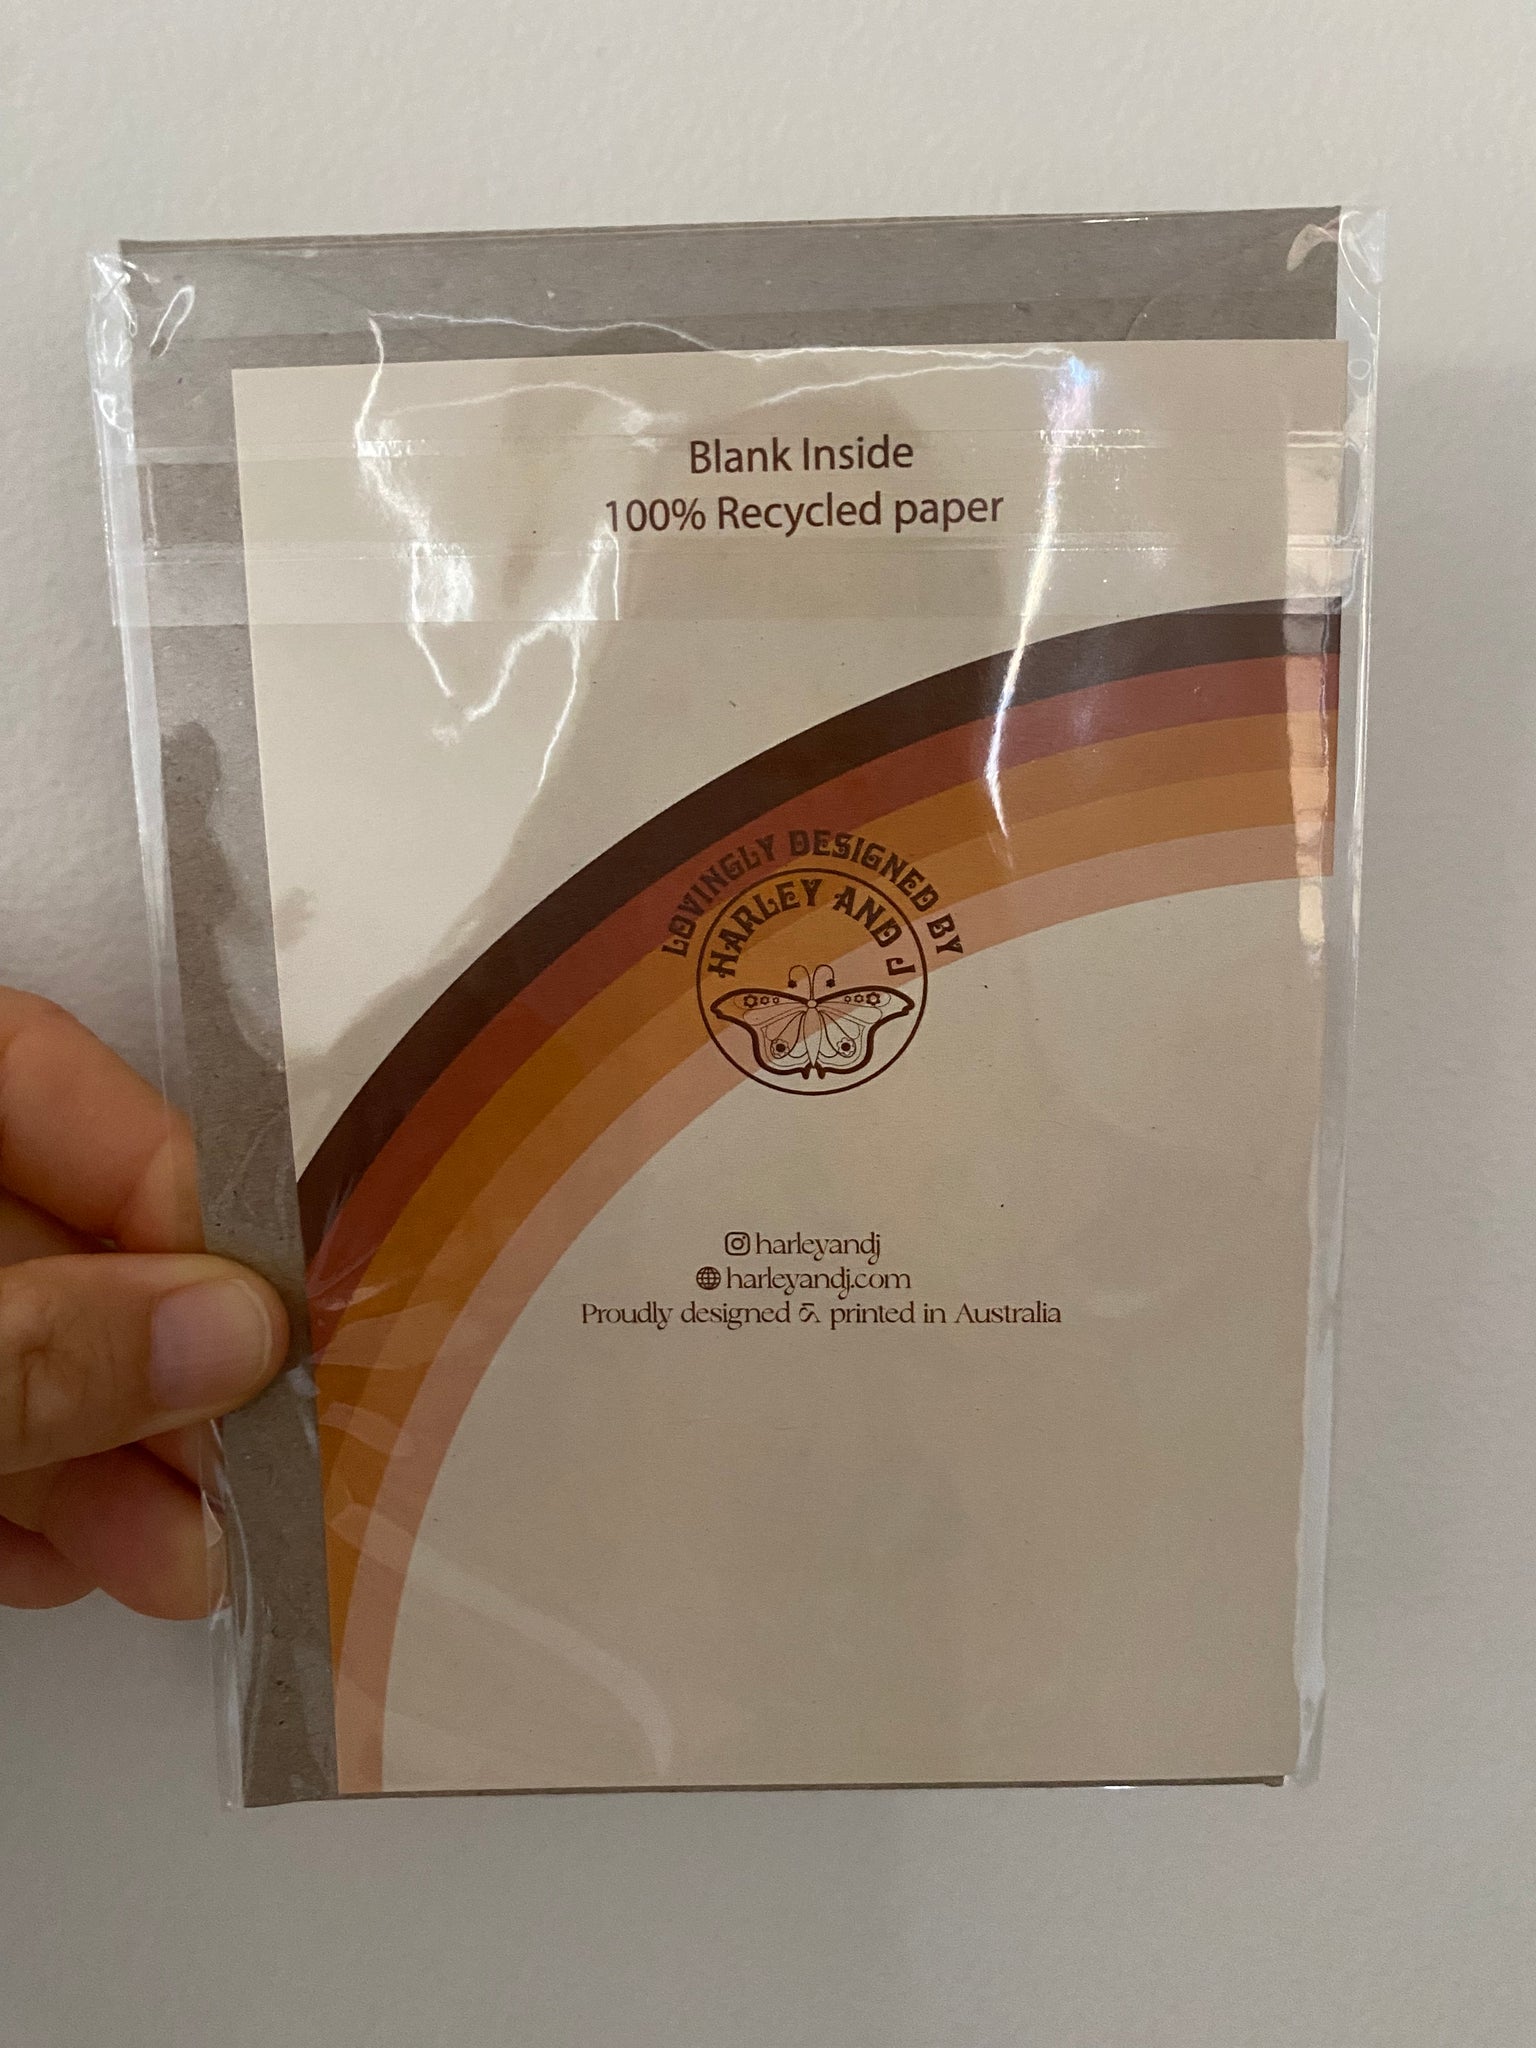 Blank Inside
100% Recycled paper
LOVINGLY DESIGNED BY
HARLEY AND J
harleyandj
harleyandj.com
Proudly designed & printed in Australia